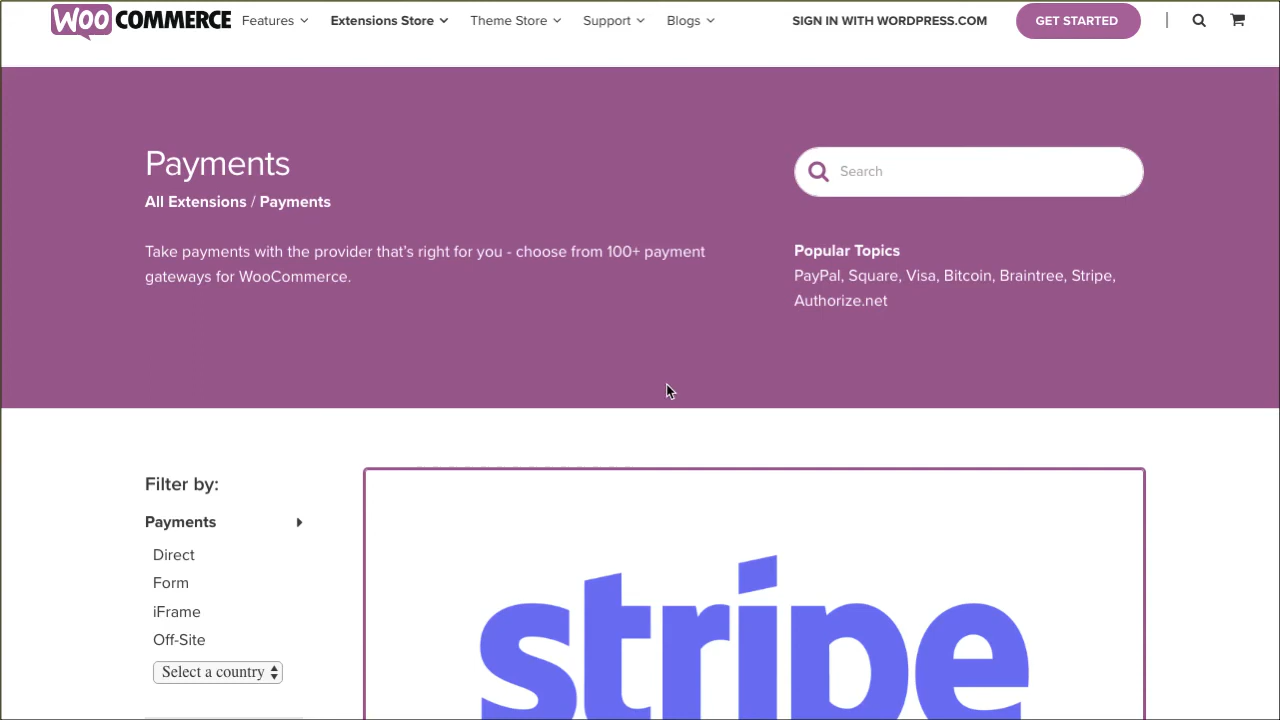 WOO COMMERCE Features Extensions Store Theme Store Support Blogs SIGN IN WITH WORDPRESS.COM GET STARTED
Payments
All Extensions / Payments
Take payments with the provider that's right for you - choose from 100+ payment
gateways for WooCommerce.
Search
Popular Topics
PayPal, Square, Visa, Bitcoin, Braintree, Stripe,
Authorize.net
Filter by:
Payments
Direct
Form
iFrame
Off-Site
Select a country
stripe